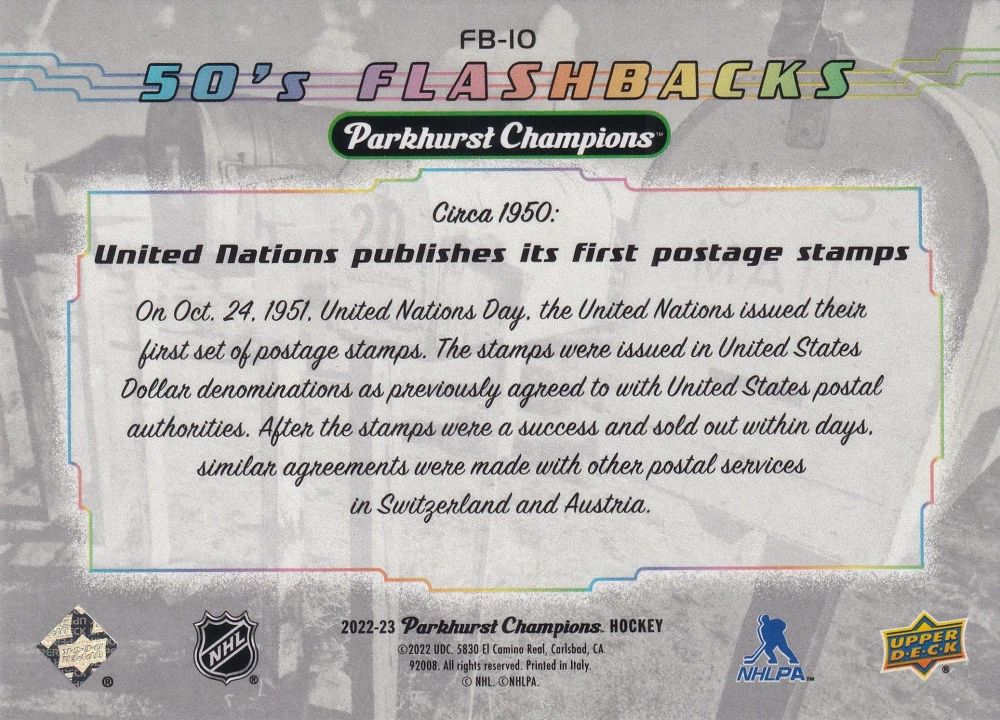 FB-10
50's FLASHBACKS
Parkhurst Champions™
Circa 1950:
United Nations publishes its first postage stamps
On Oct. 24, 1951, United Nations Day, the United Nations issued their
first set of postage stamps. The stamps were issued in United States
Dollar denominations as previously agreed to with United States postal
authorities. After the stamps were a success and sold out within days,
similar agreements were made with other postal services
in Switzerland and Austria.
2022-23 Parkhurst Champions. HOCKEY
©2022 UDC. 5830 El Camino Real, Carlsbad, CA
92008. All rights reserved. Printed in Italy.
© NHL. ©NHLPA.
NHL ®
NHLPA™
UPPER
D·E·C·K ®
U S
20